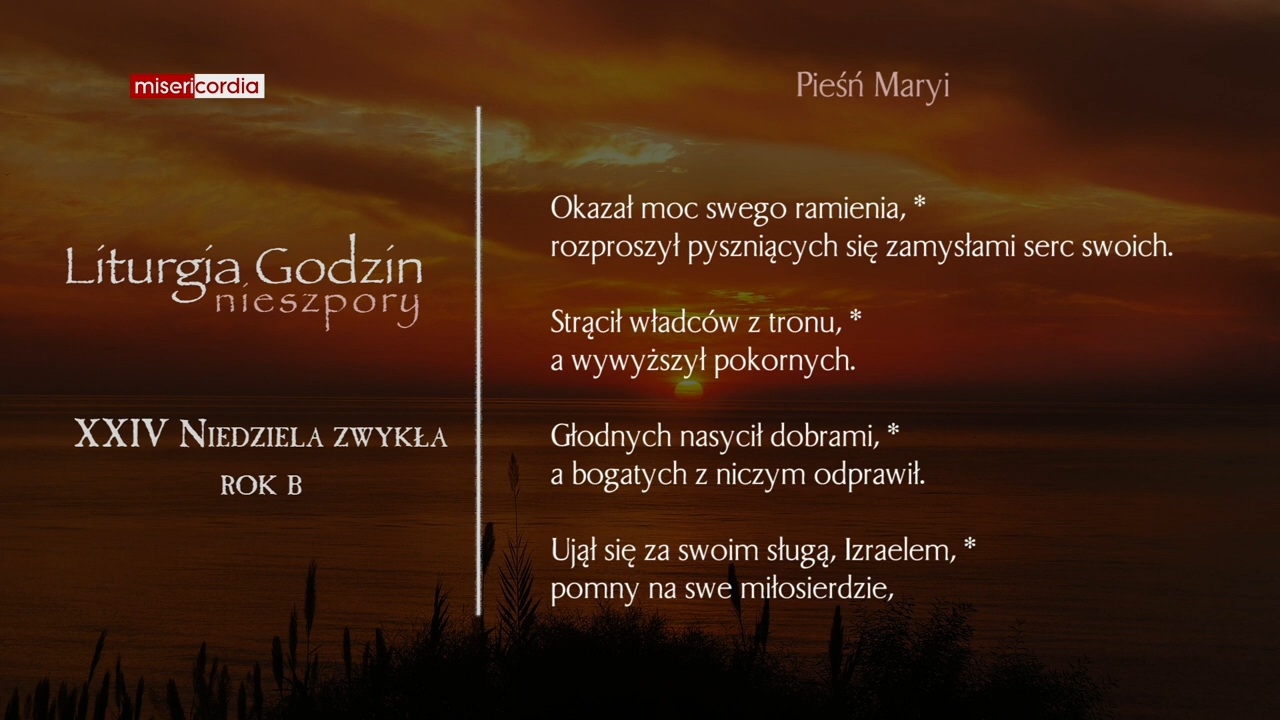 misericordia
Liturgia Godzin
nieszpory
XXIV Niedziela zwykła
rok B
Pieśń Maryi
Okazał moc swego ramienia, *
rozproszył pyszniących się zamysłami serc swoich.
Strącił władców z tronu, *
a wywyższył pokornych.
Głodnych nasycił dobrami, *
a bogatych z niczym odprawił.
Ujął się za swoim sługą, Izraelem, *
pomny na swe miłosierdzie,